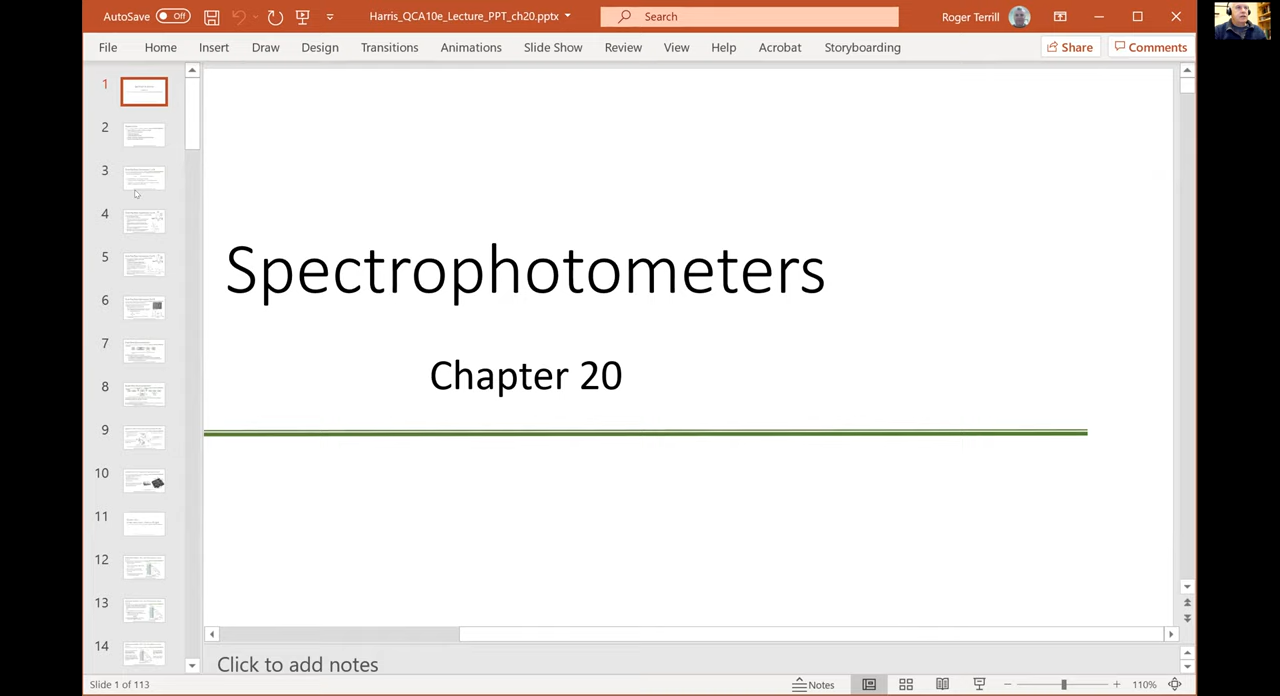 AutoSave Off Harris_QCA10e_Lecture_PPT_ch20.pptx Search Roger Terrill
File Home Insert Draw Design Transitions Animations Slide Show Review View Help Acrobat Storyboarding Share Comments
1
2
3
4
5
6
7
8
9
10
11
12
13
14
Spectrophotometers
Chapter 20
Click to add notes
Slide 1 of 113 Notes 110%